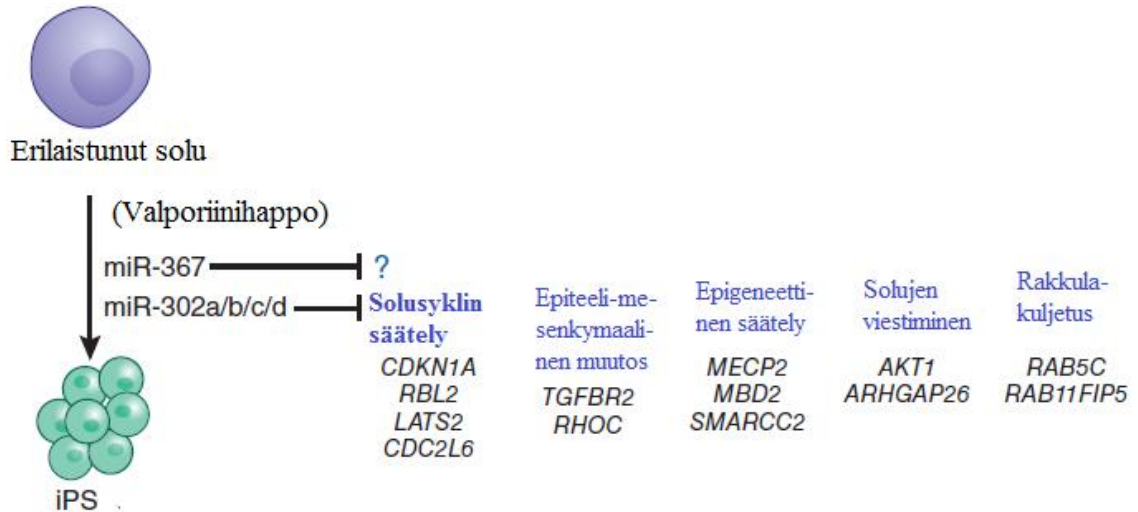 Erilaistunut solu
(Valporiinihappo)
miR-367
?
miR-302a/b/c/d
Solusyklin
säätely
CDKN1A
RBL2
LATS2
CDC2L6
Epiteeli-me-
senkymaali-
nen muutos
TGFBR2
RHOC
Epigeneetti-
nen säätely
MECP2
MBD2
SMARCC2
Solujen
viestiminen
AKT1
ARHGAP26
Rakkula-
kuljetus
RAB5C
RAB11FIP5
iPS